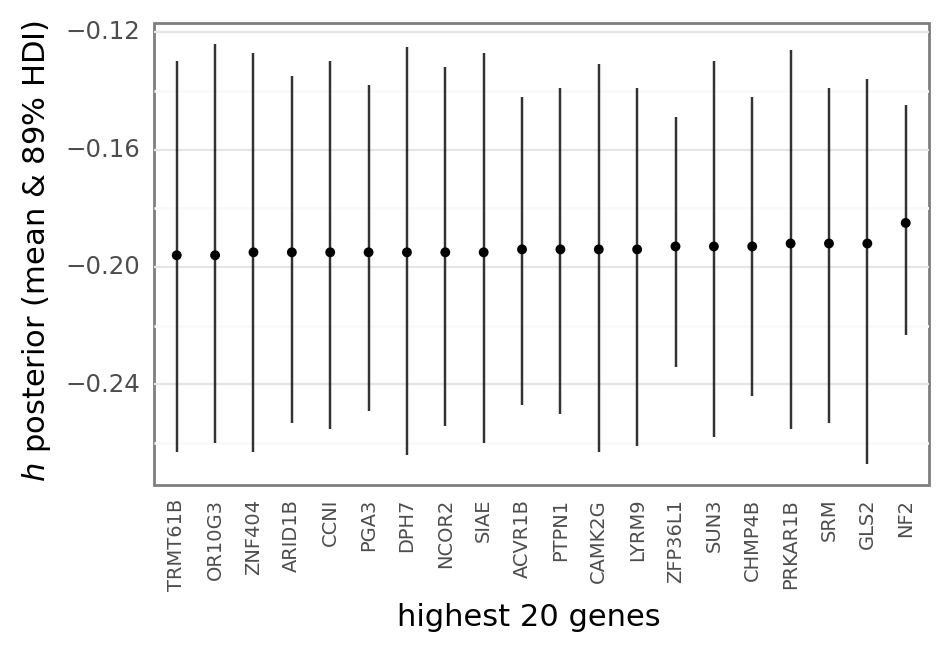 h posterior (mean & 89% HDI)
−0.12
−0.16
−0.20
−0.24
TRMT61B
OR10G3
ZNF404
ARID1B
CCNI
PGA3
DPH7
NCOR2
SIAE
ACVR1B
PTPN1
CAMK2G
LYRM9
ZFP36L1
SUN3
CHMP4B
PRKAR1B
SRM
GLS2
NF2
highest 20 genes